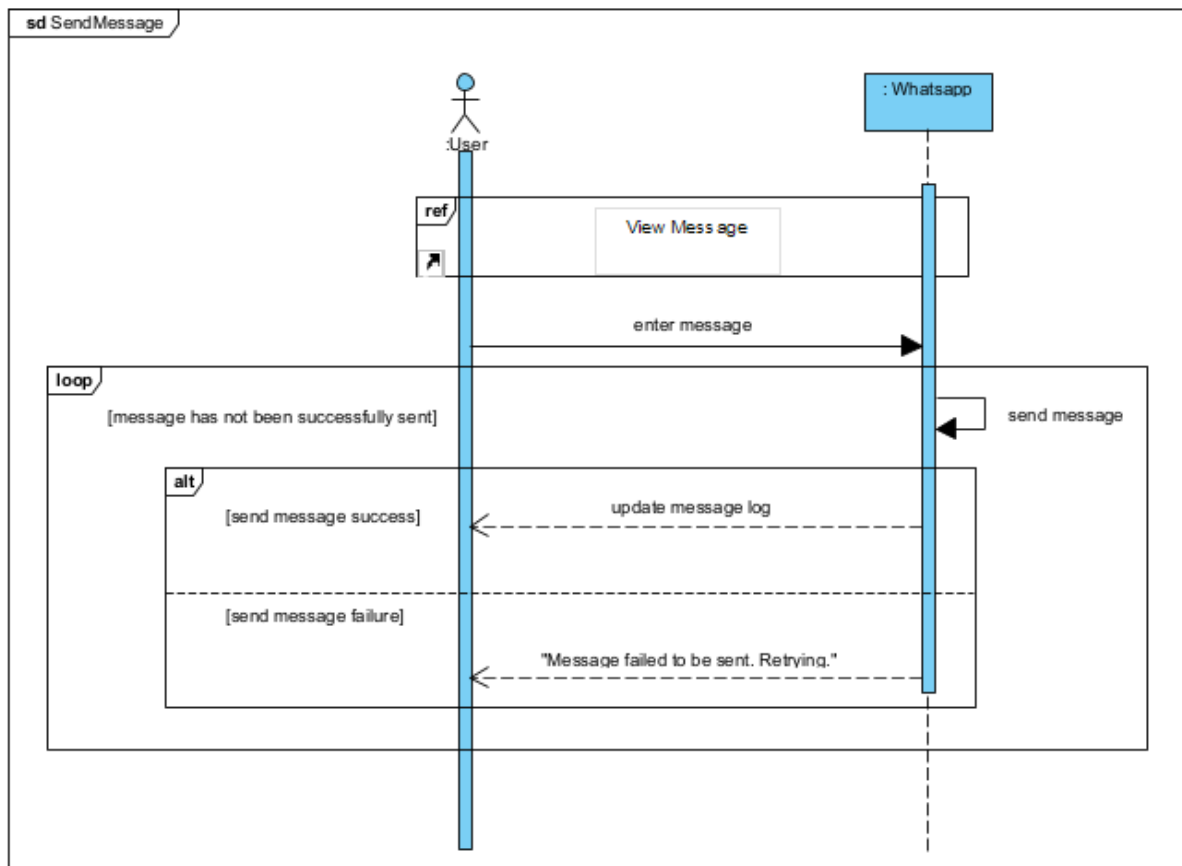 sd SendMessage
: Whatsapp
:User
ref
View Message
enter message
loop
[message has not been successfully sent]
send message
alt
[send message success]
update message log
[send message failure]
"Message failed to be sent. Retrying."